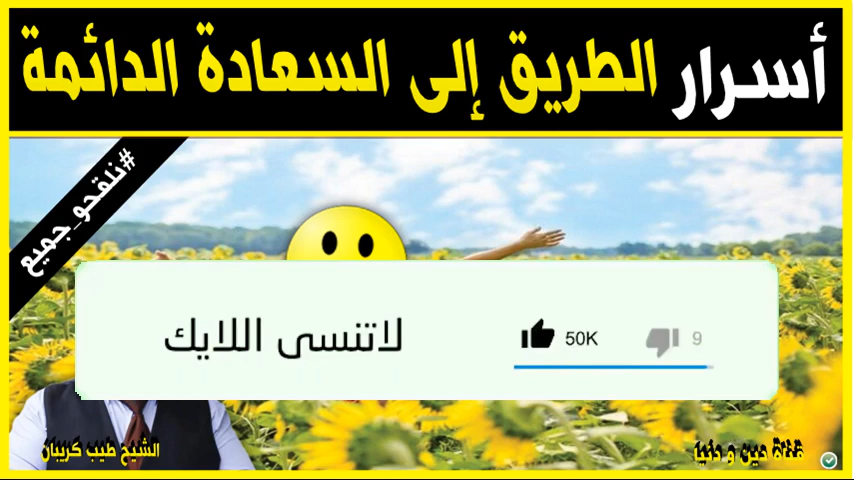 أسرار الطريق إلى السعادة الدائمة
#نلقحو_جميع
لاتنسى اللايك
50K
9
الشيخ طيب كريبان
قناة دين و دنيا